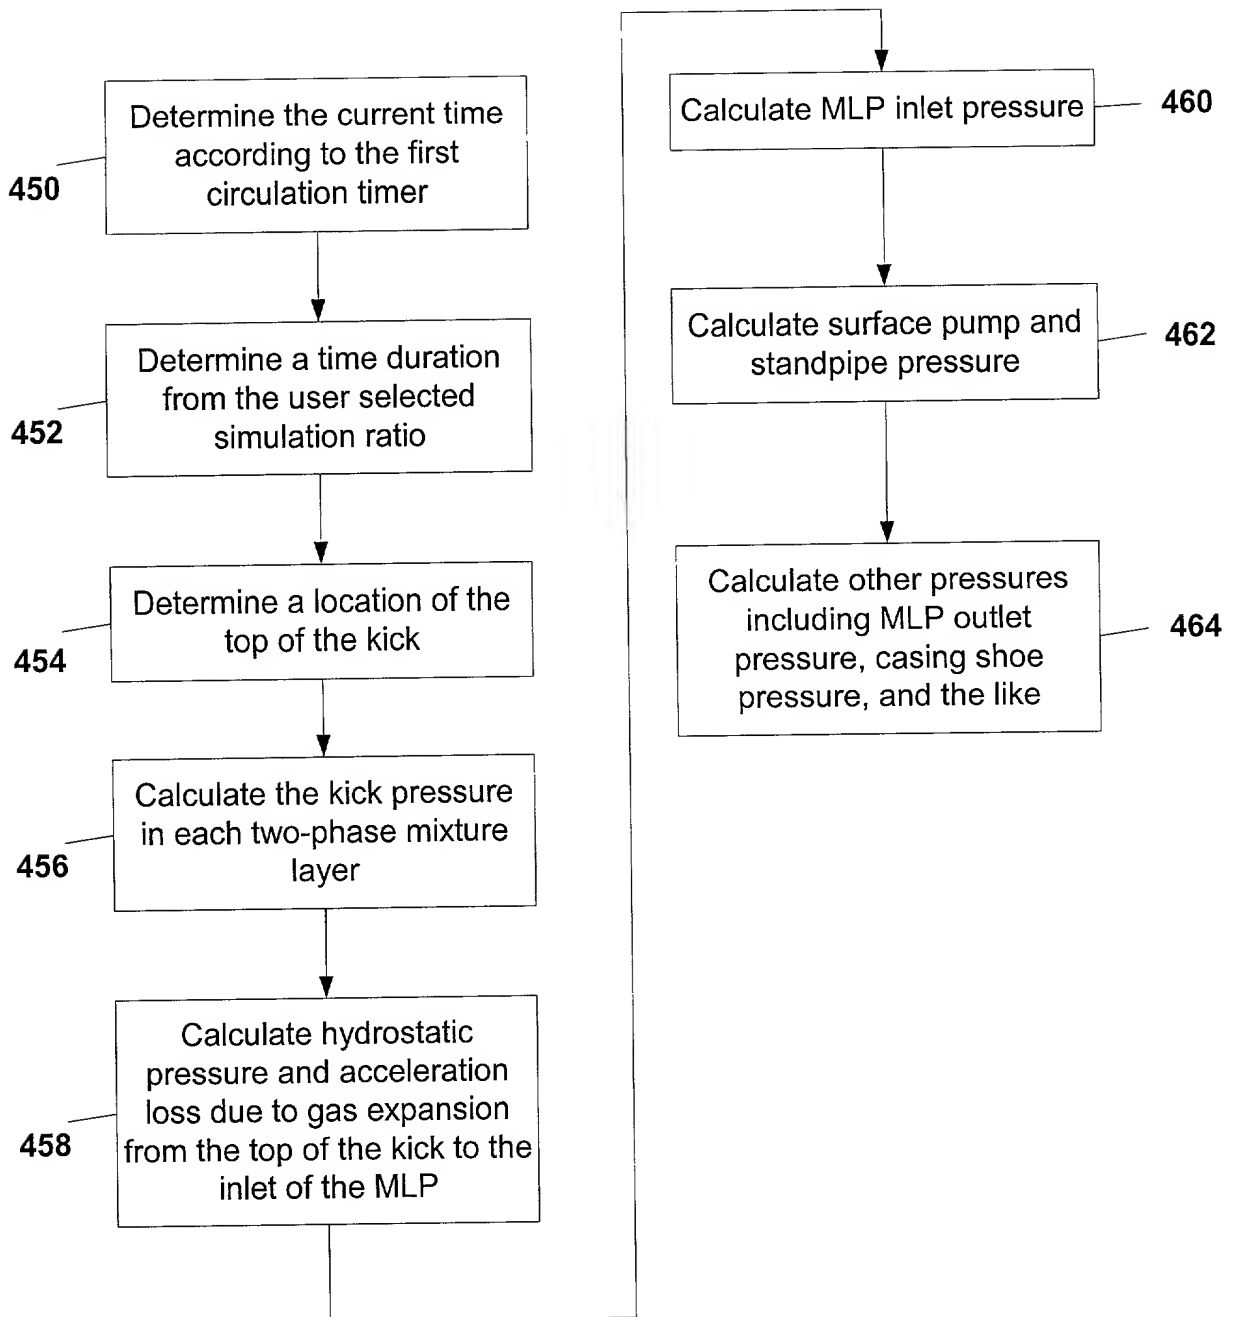 Determine the current time
according to the first
circulation timer
450
Determine a time duration
from the user selected
simulation ratio
452
Determine a location of the
top of the kick
454
Calculate the kick pressure
in each two-phase mixture
layer
456
Calculate hydrostatic
pressure and acceleration
loss due to gas expansion
from the top of the kick to the
inlet of the MLP
458
Calculate MLP inlet pressure
460
Calculate surface pump and
standpipe pressure
462
Calculate other pressures
including MLP outlet
pressure, casing shoe
pressure, and the like
464